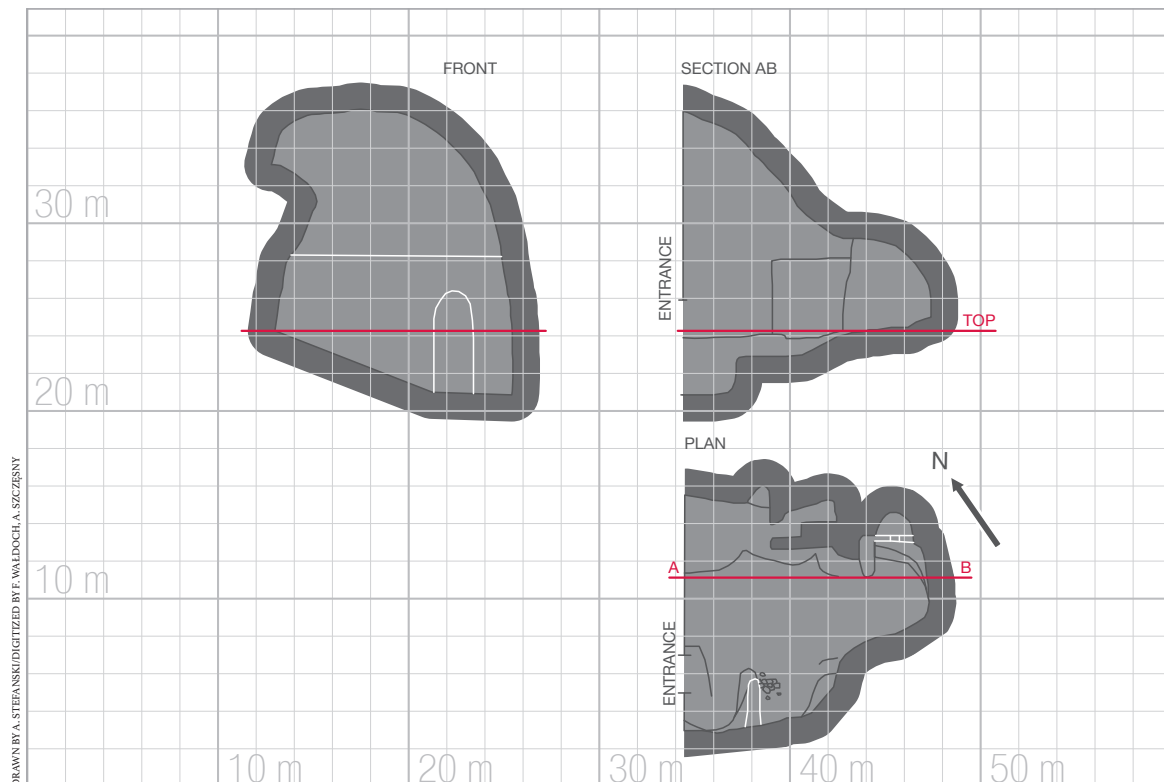 FRONT
SECTION AB
30 m
ENTRANCE
TOP
20 m
PLAN
N
A
B
10 m
ENTRANCE
10 m
20 m
30 m
40 m
50 m
DRAWN BY A. STEFAŃSKI/DIGITIZED BY F. WAŁDOCH, A. SZCZĘSNY